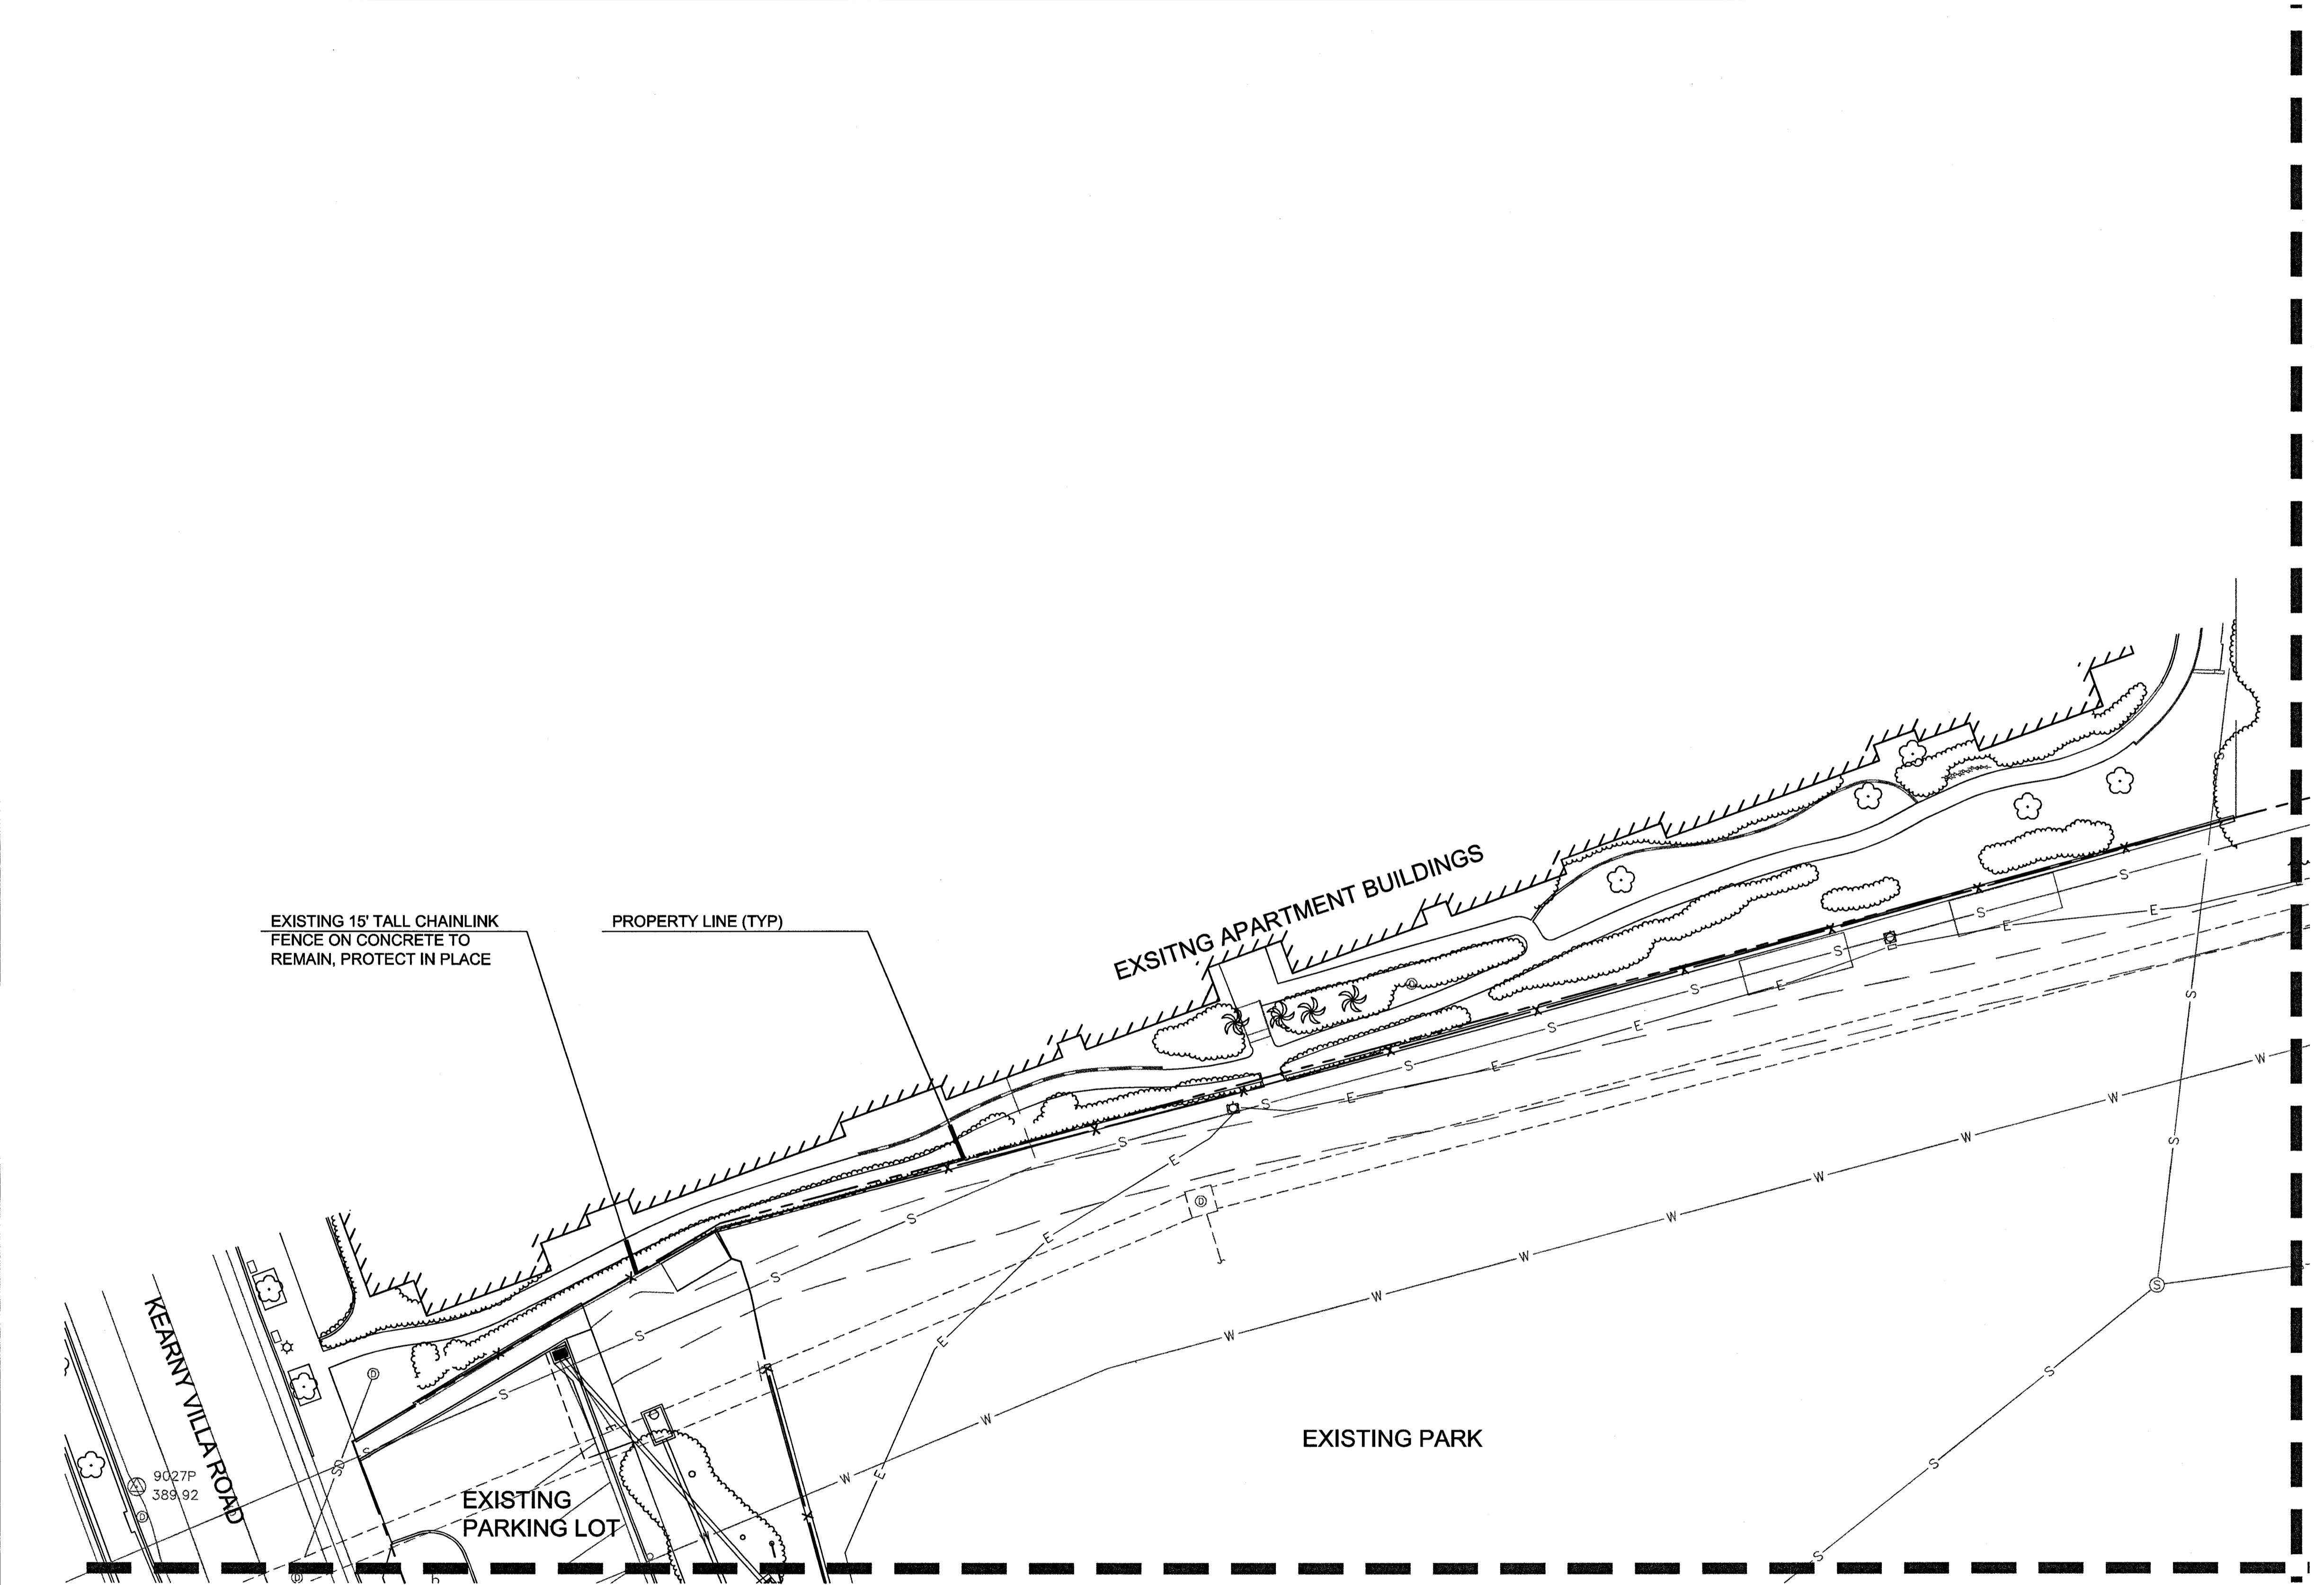 EXSITNG APARTMENT BUILDINGS
EXISTING 15' TALL CHAINLINK
FENCE ON CONCRETE TO
REMAIN, PROTECT IN PLACE
PROPERTY LINE (TYP)
KEARNY VILLA ROAD
9027P
389.92
EXISTING
PARKING LOT
EXISTING PARK